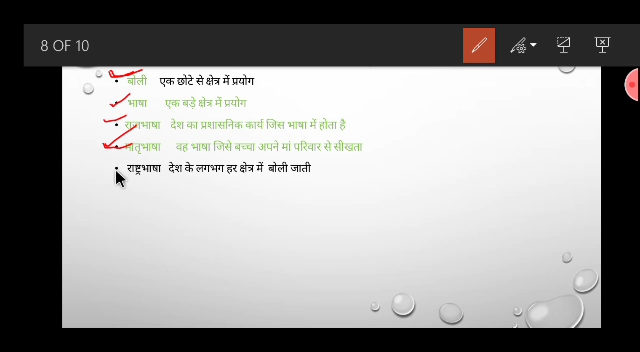 8 OF 10
बोली एक छोटे से क्षेत्र में प्रयोग
भाषा एक बड़े क्षेत्र में प्रयोग
राजभाषा देश का प्रशासनिक कार्य जिस भाषा में होता है
मातृभाषा वह भाषा जिसे बच्चा अपने मां परिवार से सीखता
राष्ट्रभाषा देश के लगभग हर क्षेत्र में बोली जाती